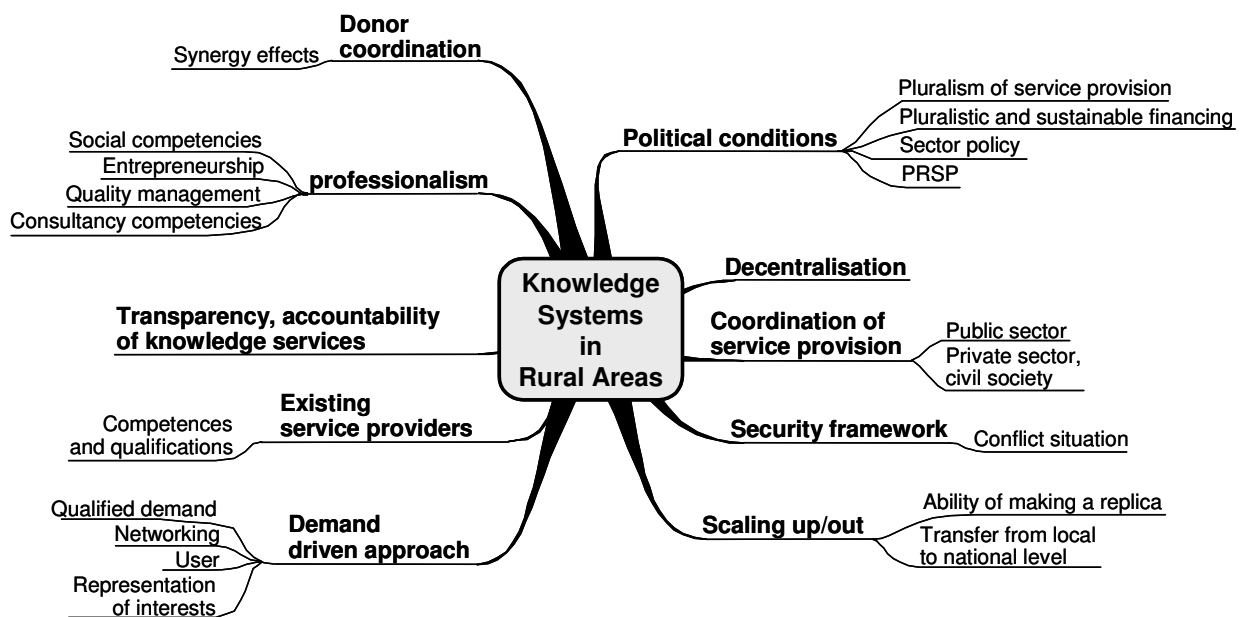 Donor
coordination
Synergy effects
professionalism
Social competencies
Entrepreneurship
Quality management
Consultancy competencies
Transparency, accountability
of knowledge services
Existing
service providers
Competences
and qualifications
Demand
driven approach
Qualified demand
Networking
User
Representation
of interests
Knowledge
Systems
in
Rural Areas
Political conditions
Pluralism of service provision
Pluralistic and sustainable financing
Sector policy
PRSP
Decentralisation
Coordination of
service provision
Public sector
Private sector,
civil society
Security framework
Conflict situation
Scaling up/out
Ability of making a replica
Transfer from local
to national level